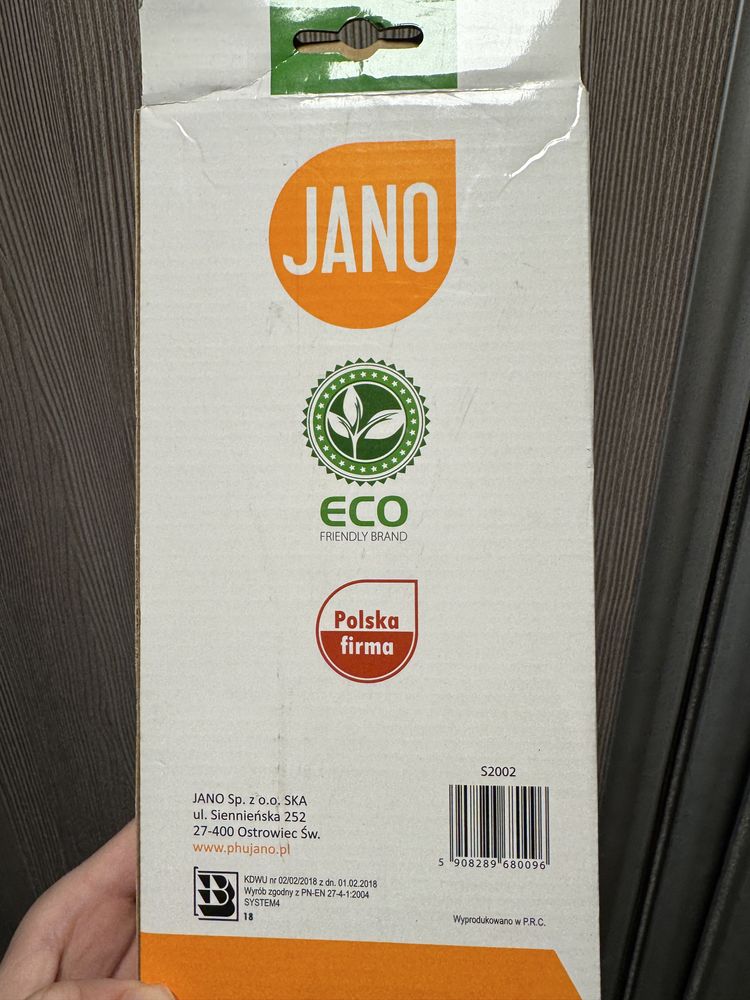 JANO
ECO
FRIENDLY BRAND
Polska
firma
S2002
5 908289 680096
JANO Sp. z o.o. SKA
ul. Siennieńska 252
27-400 Ostrowiec Św.
www.phujano.pl
B
KDWU nr 02/02/2018 z dn. 01.02.2018
Wyrób zgodny z PN-EN 27-4-1:2004
SYSTEM4
18
Wyprodukowano w P.R.C.